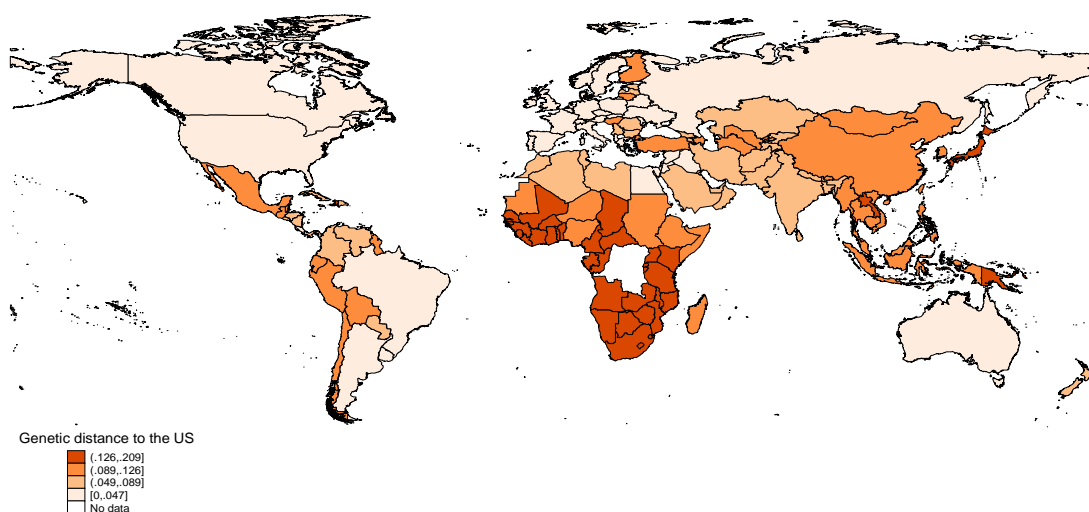 Genetic distance to the US
(.126,.209]
(.089,.126]
(.049,.089]
[0,.047]
No data